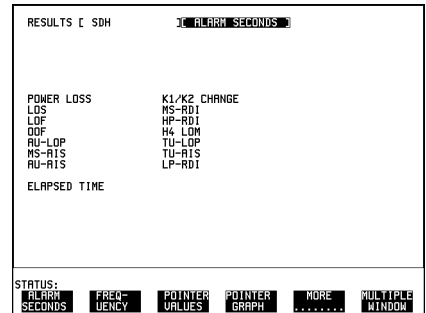 RESULTS [ SDH ][ ALARM SECONDS ]
POWER LOSS K1/K2 CHANGE
LOS MS-RDI
LOF HP-RDI
OOF H4 LOM
AU-LOP TU-LOP
MS-AIS TU-AIS
AU-AIS LP-RDI
ELAPSED TIME
STATUS:
ALARM SECONDS FREQ- UENCY POINTER VALUES POINTER GRAPH MORE ........ MULTIPLE WINDOW